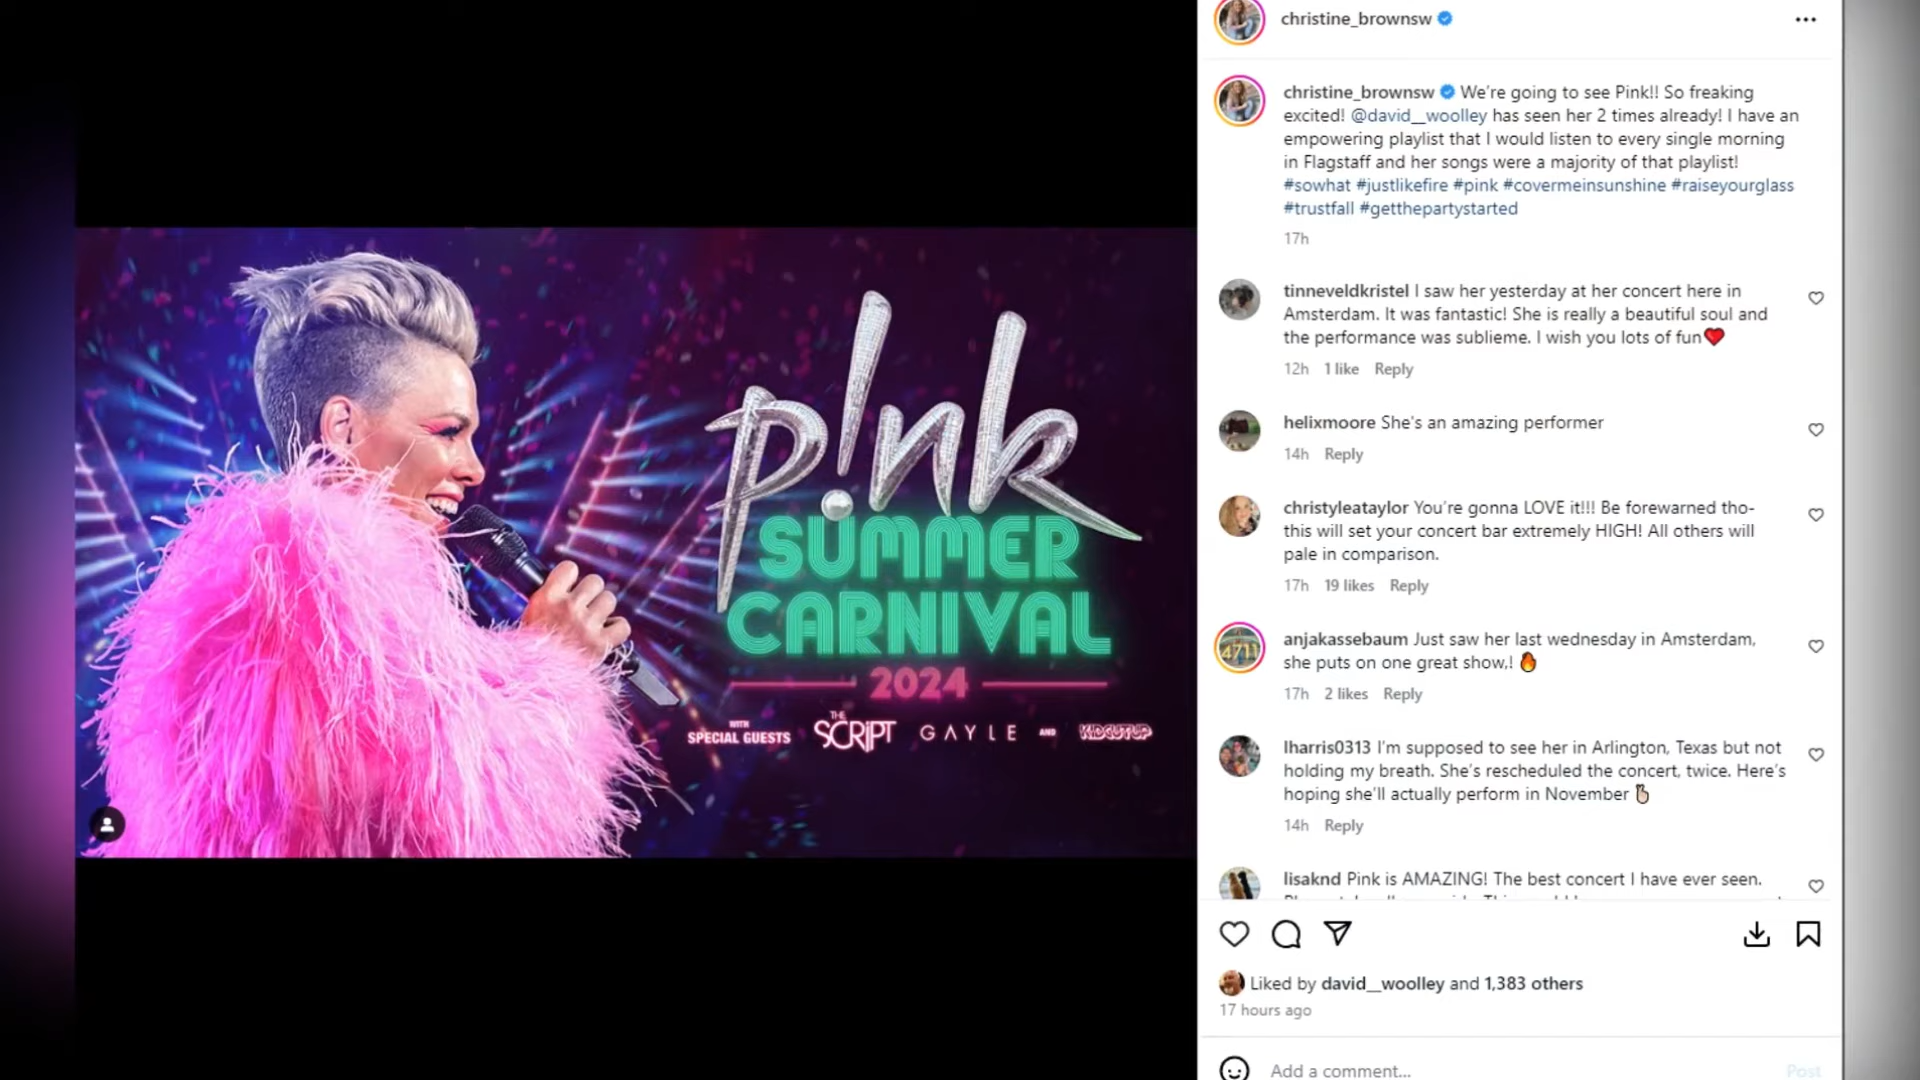 p!nk
SUMMER
CARNIVAL
2024
WITH
SPECIAL GUESTS
THE
SCRIPT
GAYLE
AND
KIDCUTUP
christine_brownsw
christine_brownsw We're going to see Pink!! So freaking
excited! @david__woolley has seen her 2 times already! I have an
empowering playlist that I would listen to every single morning
in Flagstaff and her songs were a majority of that playlist!
#sowhat #justlikefire #pink #covermeinsunshine #raiseyourglass
#trustfall #getthepartystarted
17h
tinneveldkristel I saw her yesterday at her concert here in
Amsterdam. It was fantastic! She is really a beautiful soul and
the performance was sublieme. I wish you lots of fun❤️
12h 1 like Reply
helixmoore She's an amazing performer
14h Reply
christyleataylor You're gonna LOVE it!!! Be forewarned tho-
this will set your concert bar extremely HIGH! All others will
pale in comparison.
17h 19 likes Reply
4711
anjakassebaum Just saw her last wednesday in Amsterdam,
she puts on one great show,! 🔥
17h 2 likes Reply
lharris0313 I'm supposed to see her in Arlington, Texas but not
holding my breath. She's rescheduled the concert, twice. Here's
hoping she'll actually perform in November 🫰🏻
14h Reply
lisaknd Pink is AMAZING! The best concert I have ever seen.
Liked by david__woolley and 1,383 others
17 hours ago
Add a comment...
Post